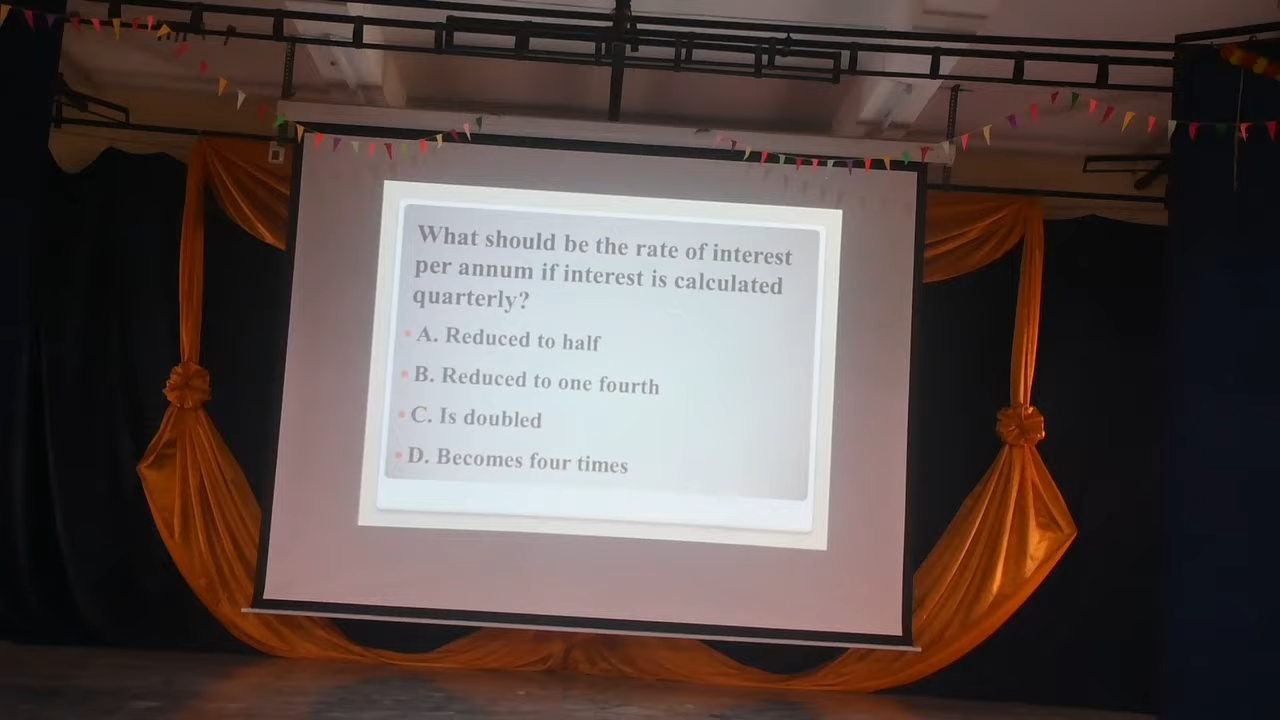 What should be the rate of interest
per annum if interest is calculated
quarterly?
A. Reduced to half
B. Reduced to one fourth
C. Is doubled
D. Becomes four times